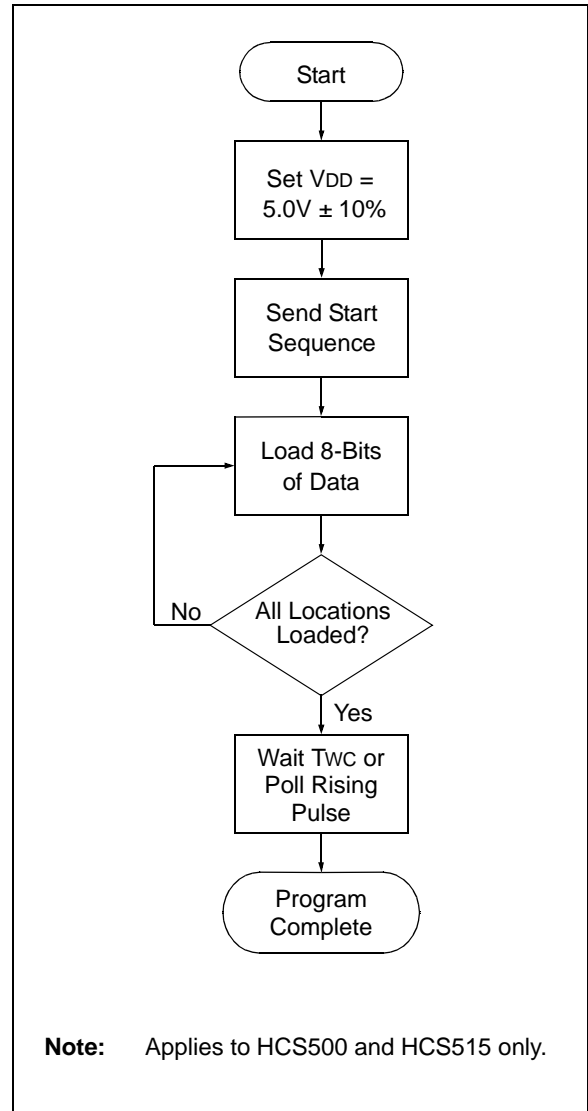 Start
Set VDD =
5.0V ± 10%
Send Start
Sequence
Load 8-Bits
of Data
No
All Locations
Loaded?
Yes
Wait TWC or
Poll Rising
Pulse
Program
Complete
Note: Applies to HCS500 and HCS515 only.